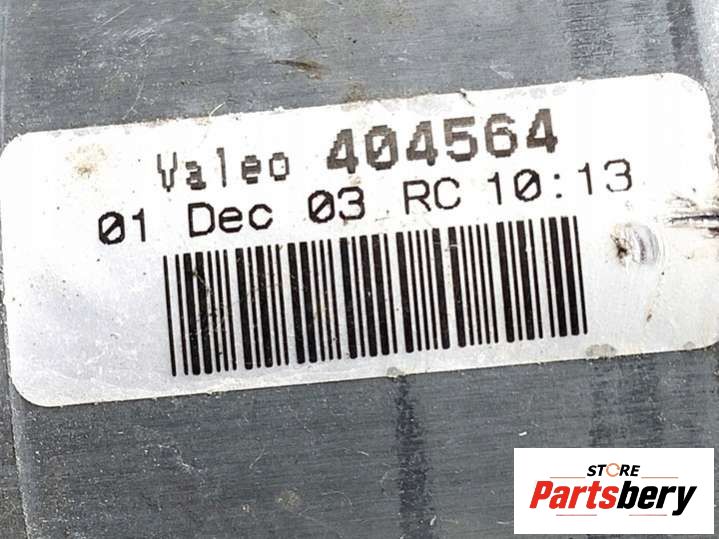 Valeo 404564
01 Dec 03 RC 10:13
STORE
Partsbery